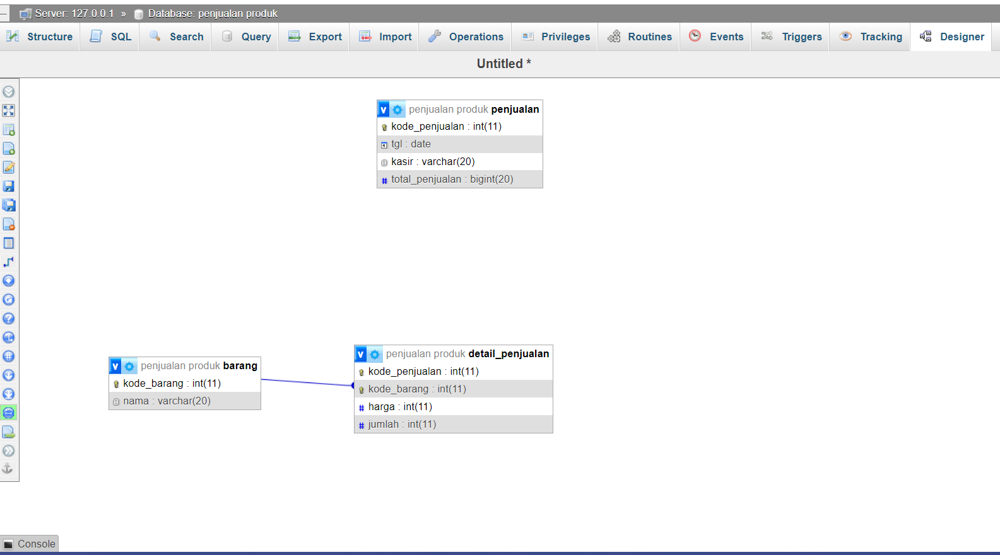 Server: 127.0.0.1 » Database: penjualan produk
Structure SQL Search Query Export Import Operations Privileges Routines Events Triggers Tracking Designer
Untitled *
v penjualan produk penjualan
kode_penjualan : int(11)
tgl : date
kasir : varchar(20)
# total_penjualan : bigint(20)
v penjualan produk barang
kode_barang : int(11)
nama : varchar(20)
v penjualan produk detail_penjualan
kode_penjualan : int(11)
kode_barang : int(11)
# harga : int(11)
# jumlah : int(11)
Console